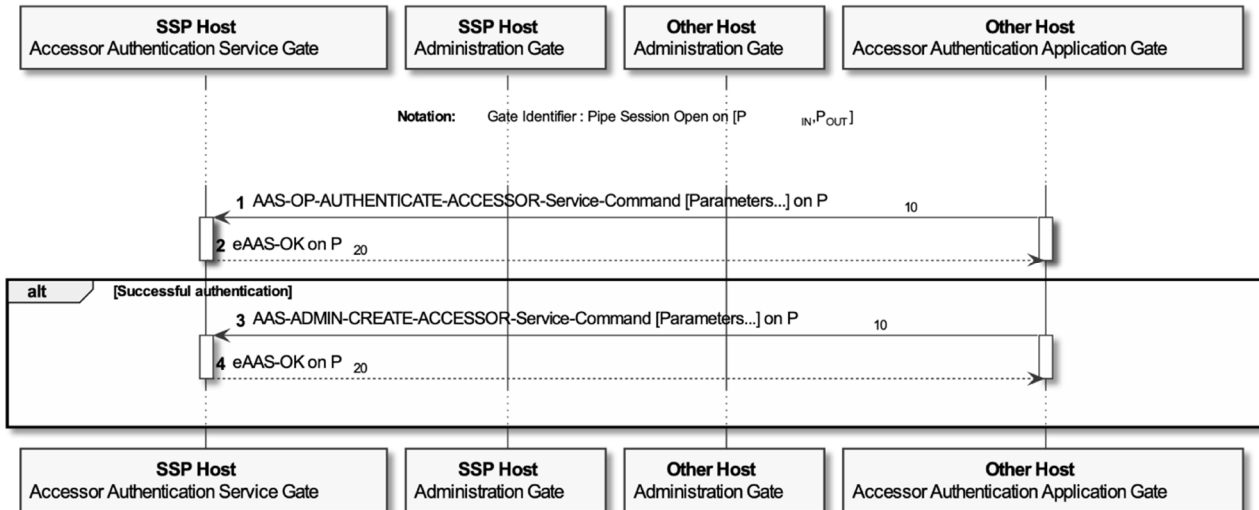 SSP Host
Accessor Authentication Service Gate
SSP Host
Administration Gate
Other Host
Administration Gate
Other Host
Accessor Authentication Application Gate
Notation: Gate Identifier : Pipe Session Open on [P IN,POUT]
1 AAS-OP-AUTHENTICATE-ACCESSOR-Service-Command [Parameters...] on P 10
2 eAAS-OK on P 20
alt [Successful authentication]
3 AAS-ADMIN-CREATE-ACCESSOR-Service-Command [Parameters...] on P 10
4 eAAS-OK on P 20
SSP Host
Accessor Authentication Service Gate
SSP Host
Administration Gate
Other Host
Administration Gate
Other Host
Accessor Authentication Application Gate